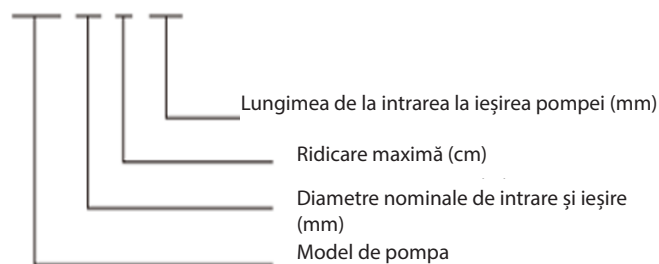 Lungimea de la intrarea la ieșirea pompei (mm)
Ridicare maximă (cm)
Diametre nominale de intrare și ieșire
(mm)
Model de pompa